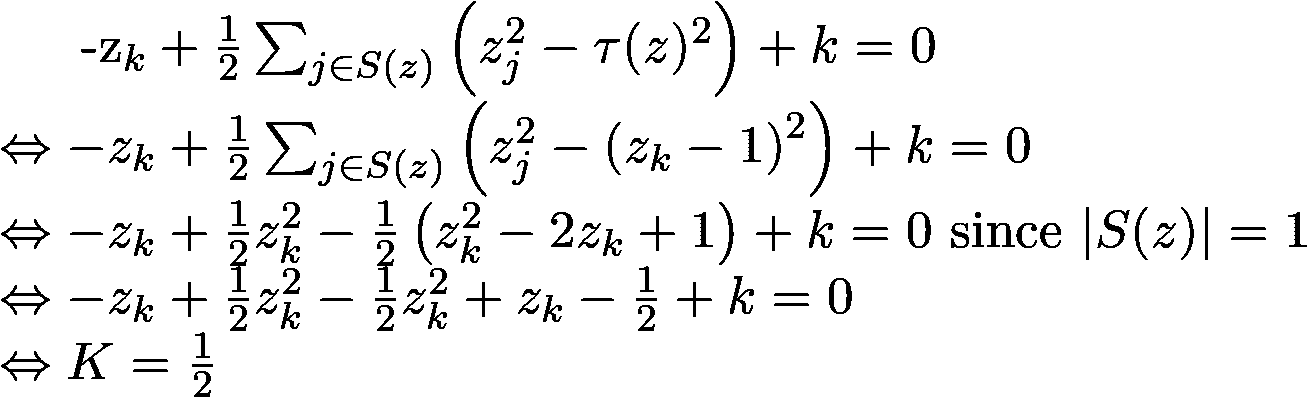 -z_k + \frac{1}{2} \sum_{j \in S(z)} \left( z_j^2 - \tau(z)^2 \right) + k = 0
\Leftrightarrow -z_k + \frac{1}{2} \sum_{j \in S(z)} \left( z_j^2 - (z_k - 1)^2 \right) + k = 0
\Leftrightarrow -z_k + \frac{1}{2} z_k^2 - \frac{1}{2} \left( z_k^2 - 2z_k + 1 \right) + k = 0 since |S(z)| = 1
\Leftrightarrow -z_k + \frac{1}{2} z_k^2 - \frac{1}{2} z_k^2 + z_k - \frac{1}{2} + k = 0
\Leftrightarrow K = \frac{1}{2}